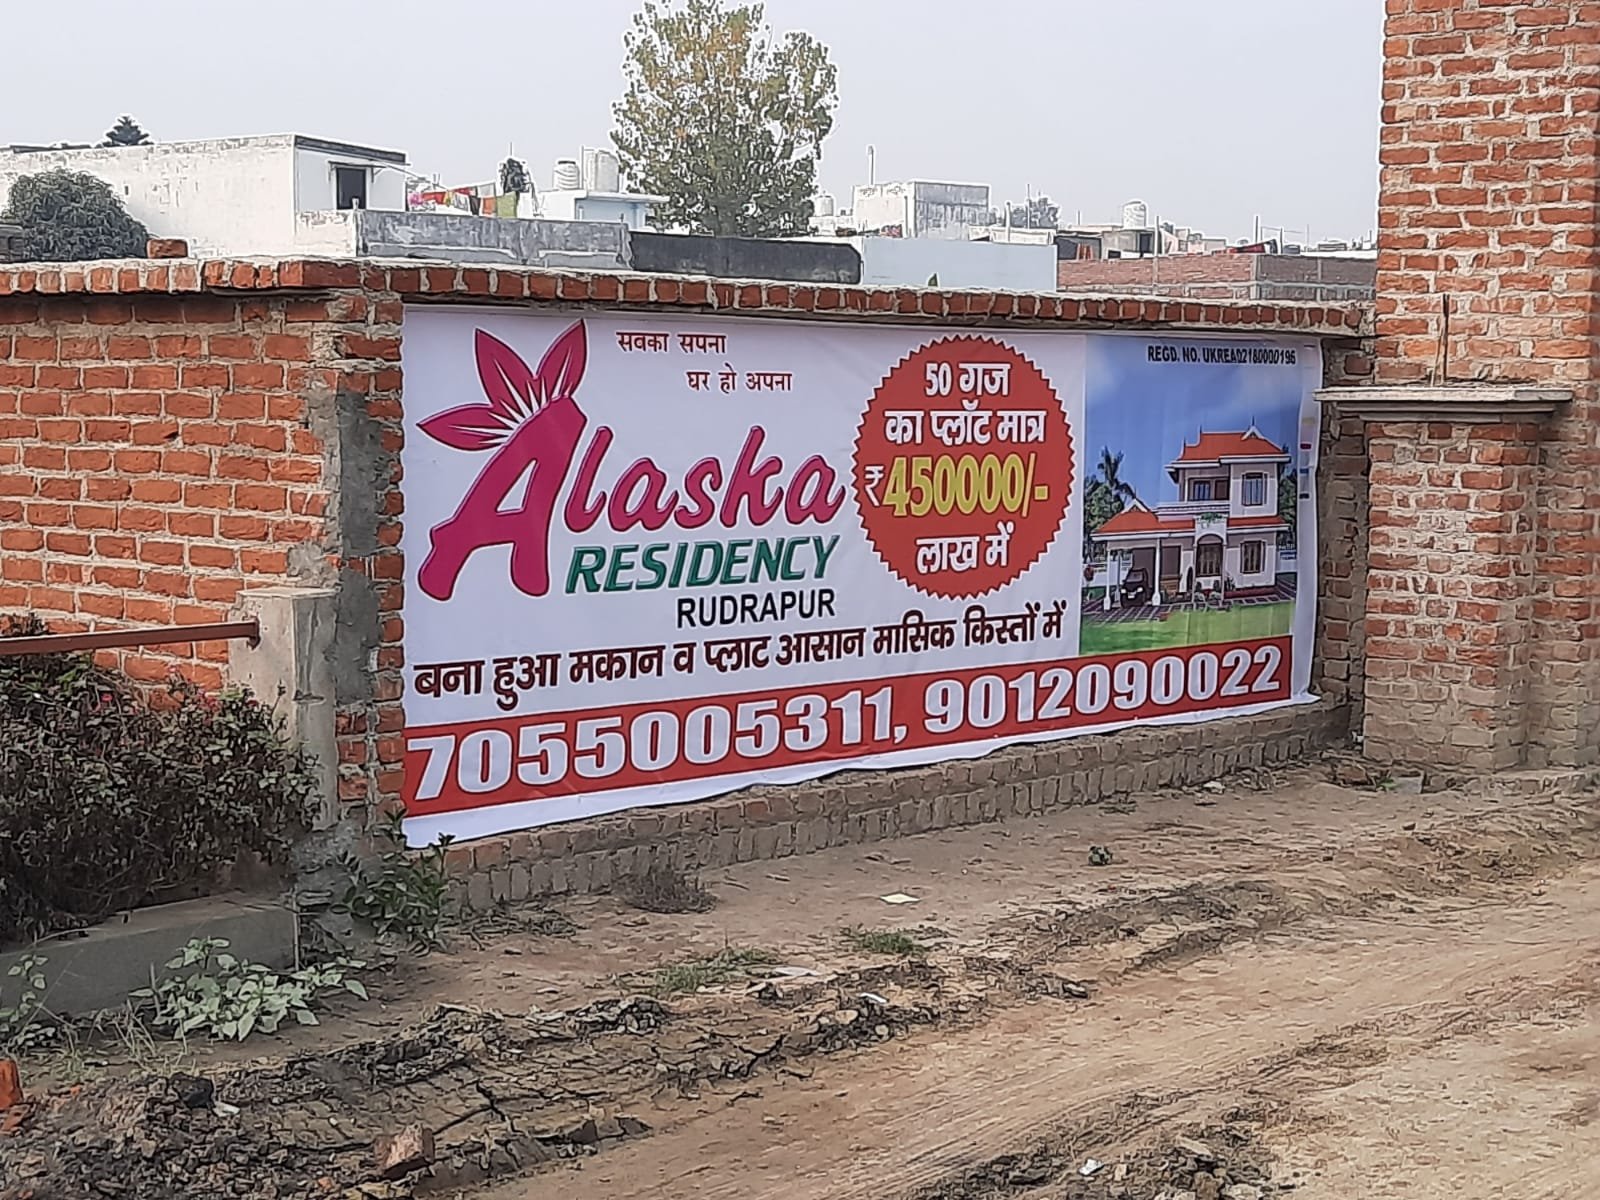 सबका सपना
घर हो अपना
Alaska
RESIDENCY
RUDRAPUR
50 गज
का प्लॉट मात्र
₹450000/-
लाख में
REGD. NO. UKREA02180000196
बना हुआ मकान व प्लाट आसान मासिक किस्तों में
7055005311, 9012090022